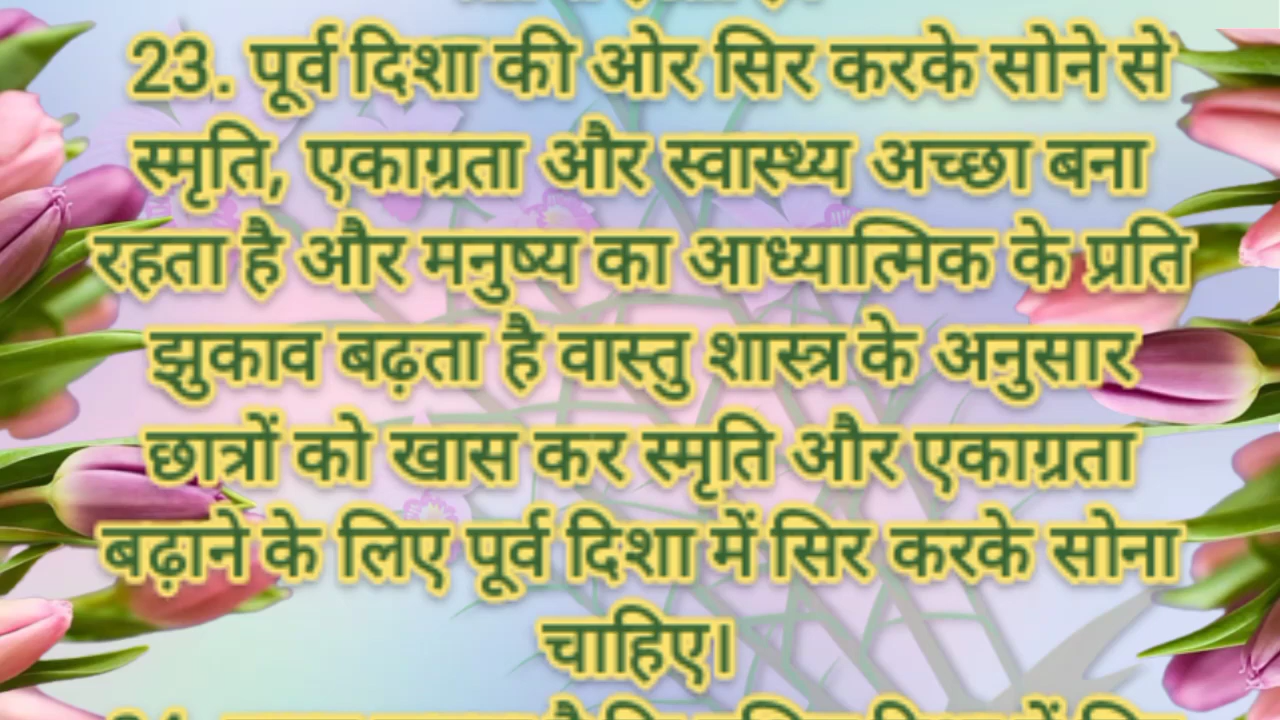 23. पूर्व दिशा की ओर सिर करके सोने से
स्मृति, एकाग्रता और स्वास्थ्य अच्छा बना
रहता है और मनुष्य का आध्यात्मिक के प्रति
झुकाव बढ़ता है वास्तु शास्त्र के अनुसार
छात्रों को खास कर स्मृति और एकाग्रता
बढ़ाने के लिए पूर्व दिशा में सिर करके सोना
चाहिए।